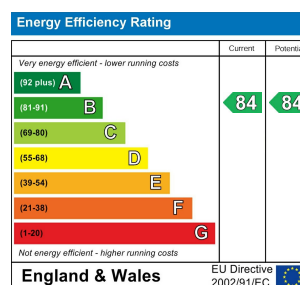 Energy Efficiency Rating
Current Potentia
Very energy efficient - lower running costs
(92 plus) A
(81-91) B
84 84
(69-80) C
(55-68) D
(39-54) E
(21-38) F
(1-20) G
Not energy efficient - higher running costs
England & Wales
EU Directive
2002/91/EC